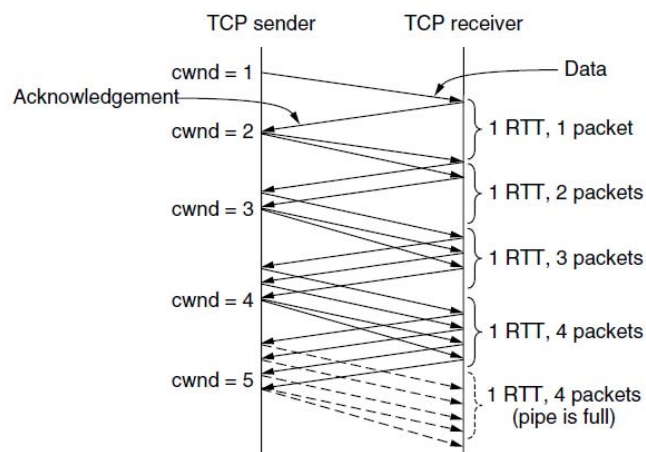 TCP sender
TCP receiver
cwnd = 1
Data
Acknowledgement
cwnd = 2
1 RTT, 1 packet
1 RTT, 2 packets
cwnd = 3
1 RTT, 3 packets
cwnd = 4
1 RTT, 4 packets
cwnd = 5
1 RTT, 4 packets
(pipe is full)